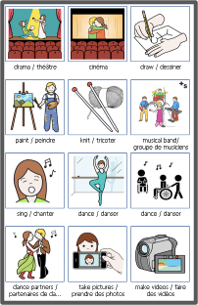 drama / théâtre
cinéma
draw / dessiner
paint / peindre
knit / tricoter
+s
musical band/
groupe de musiciens
sing / chanter
dance / danser
dance / danser
dance partners /
partenaires de da...
take pictures /
prendre des photos
make videos / faire
des vidéos